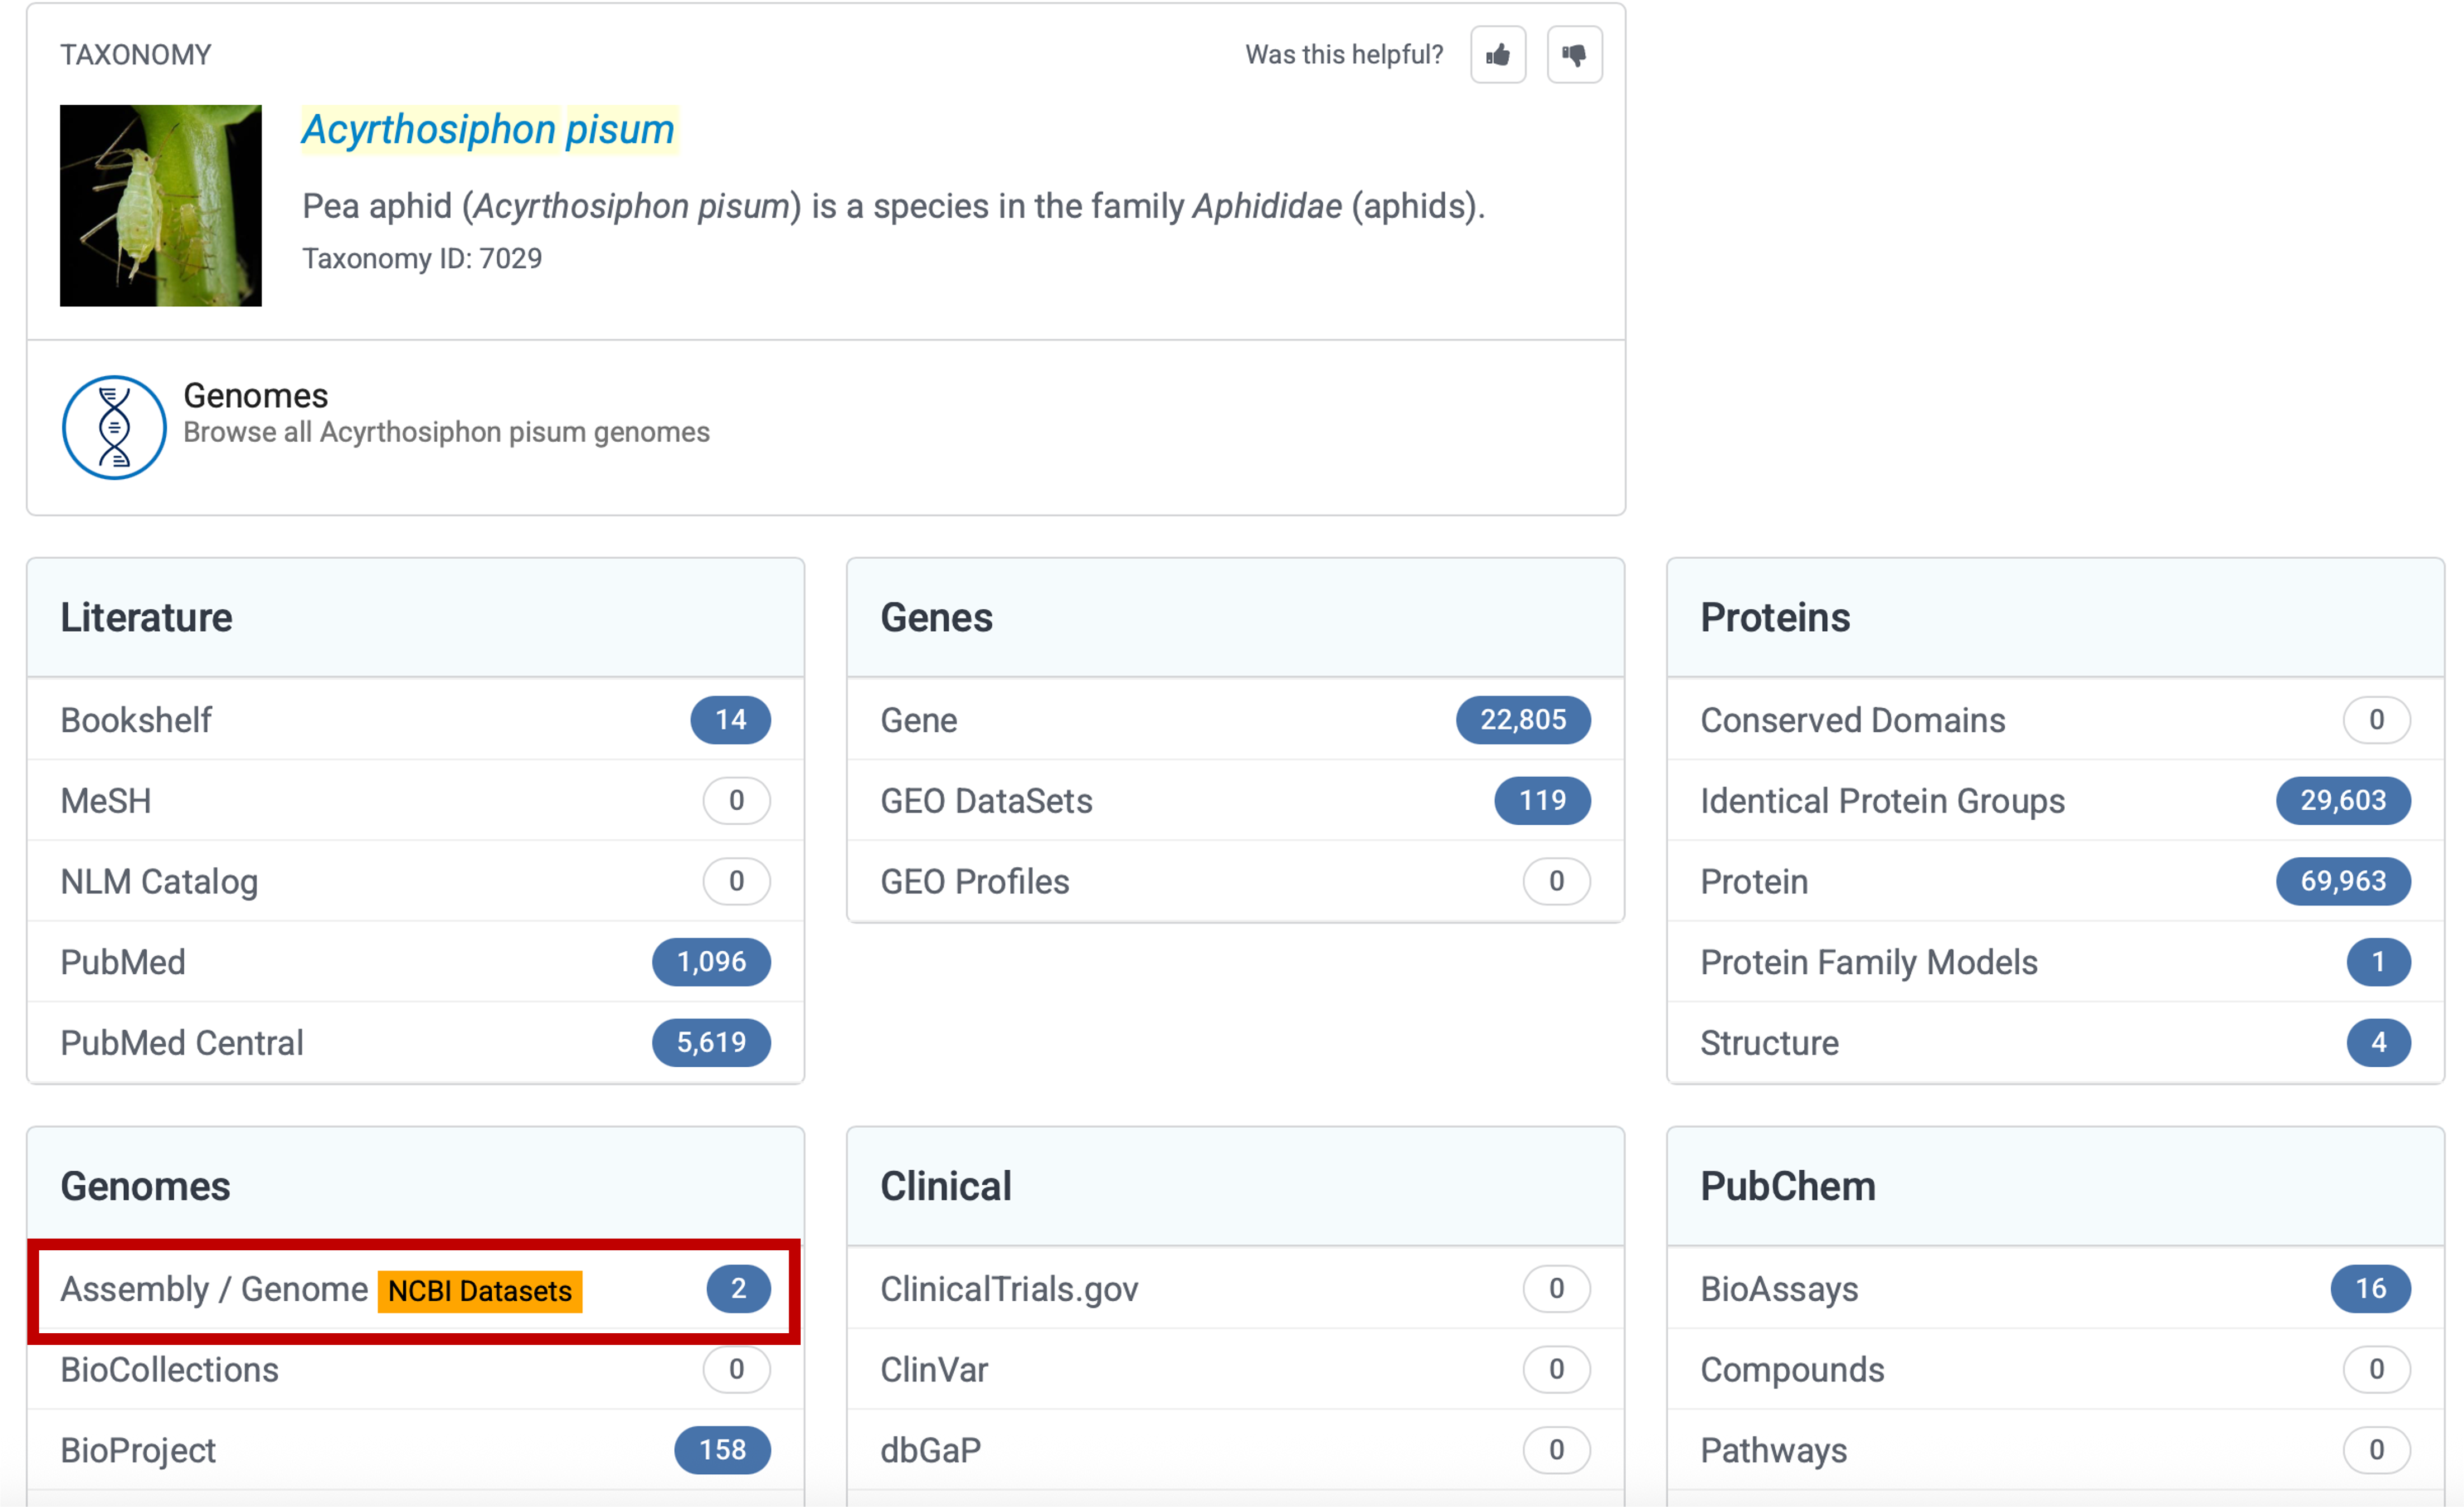 TAXONOMY
Was this helpful?
Acyrthosiphon pisum
Pea aphid (Acyrthosiphon pisum) is a species in the family Aphididae (aphids).
Taxonomy ID: 7029
Genomes
Browse all Acyrthosiphon pisum genomes
Literature
Bookshelf 14
MeSH 0
NLM Catalog 0
PubMed 1,096
PubMed Central 5,619
Genes
Gene 22,805
GEO DataSets 119
GEO Profiles 0
Proteins
Conserved Domains 0
Identical Protein Groups 29,603
Protein 69,963
Protein Family Models 1
Structure 4
Genomes
Assembly / Genome NCBI Datasets 2
BioCollections 0
BioProject 158
Clinical
ClinicalTrials.gov 0
ClinVar 0
dbGaP 0
PubChem
BioAssays 16
Compounds 0
Pathways 0